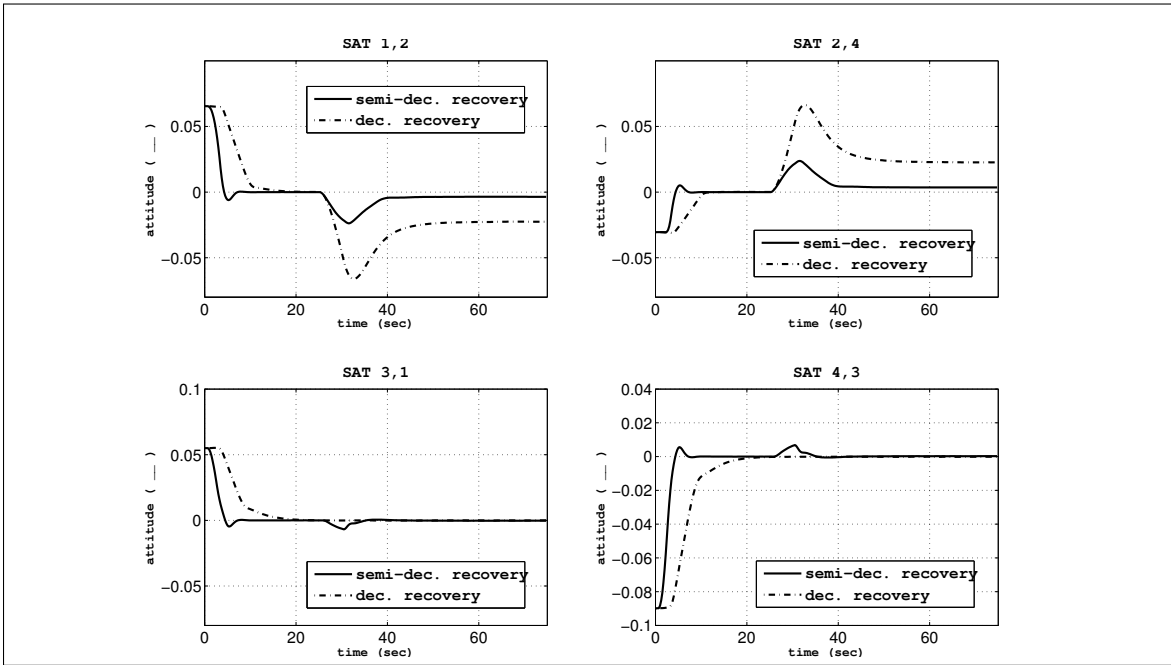 SAT 1,2
attitude ( __ )
0.05
0
−0.05
semi-dec. recovery
dec. recovery
0 20 40 60
time (sec)
SAT 2,4
attitude ( __ )
0.05
0
−0.05
semi-dec. recovery
dec. recovery
0 20 40 60
time (sec)
SAT 3,1
attitude ( __ )
0.1
0.05
0
−0.05
semi-dec. recovery
dec. recovery
0 20 40 60
time (sec)
SAT 4,3
attitude ( __ )
0.04
0.02
0
−0.02
−0.04
−0.06
−0.08
−0.1
semi-dec. recovery
dec. recovery
0 20 40 60
time (sec)